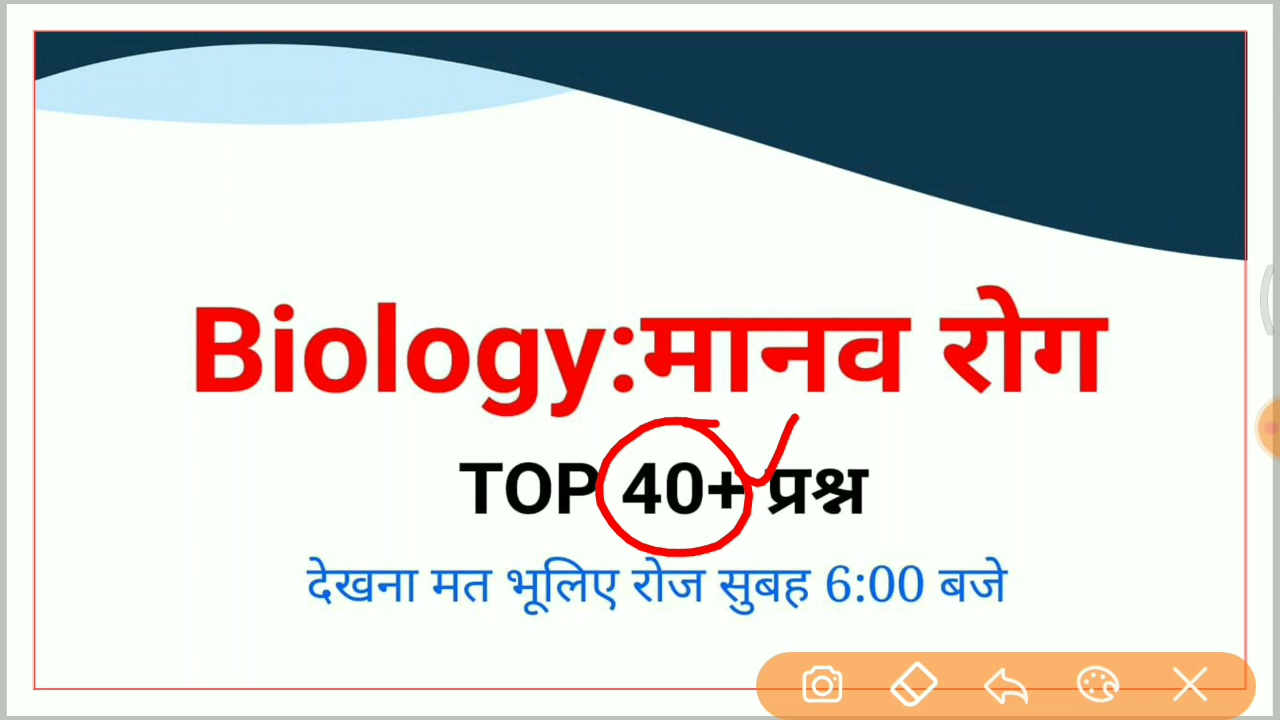 Biology:मानव रोग
TOP 40+ प्रश्न
देखना मत भूलिए रोज सुबह 6:00 बजे